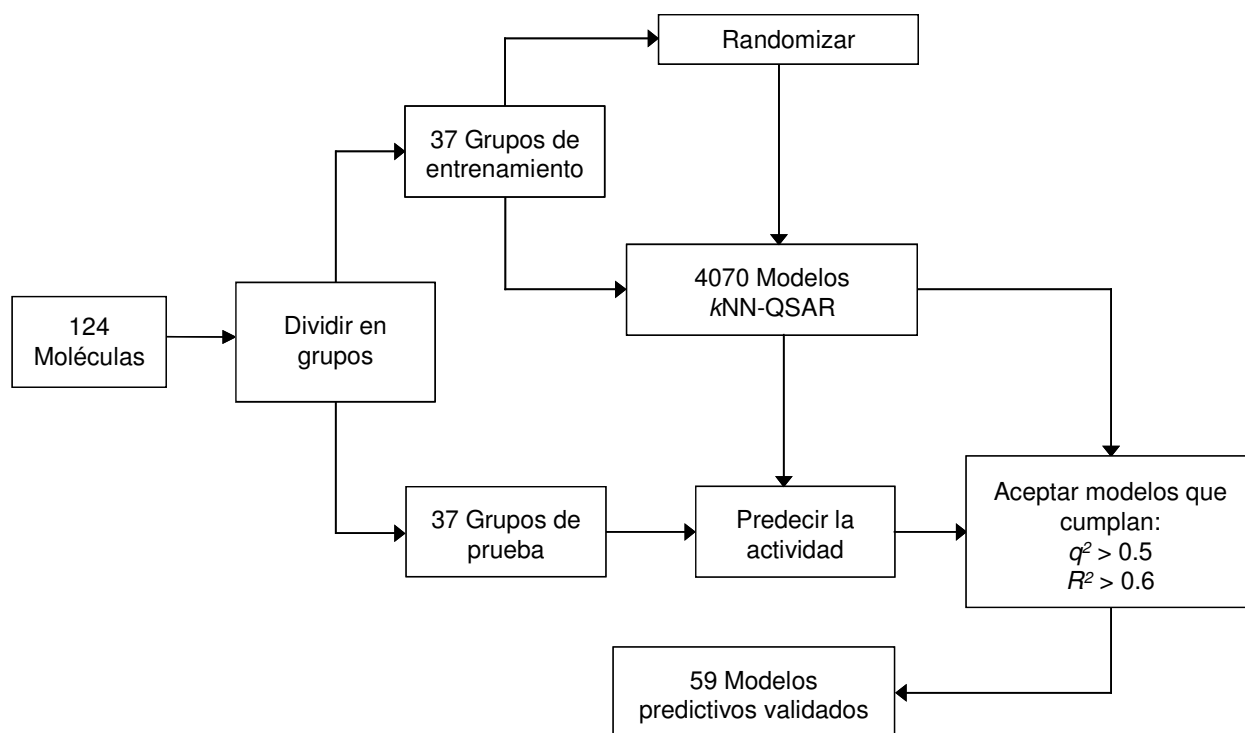 Randomizar
37 Grupos de
entrenamiento
4070 Modelos
kNN-QSAR
124
Moléculas
Dividir en
grupos
37 Grupos de
prueba
Predecir la
actividad
Aceptar modelos que
cumplan:
q² > 0.5
R² > 0.6
59 Modelos
predictivos validados